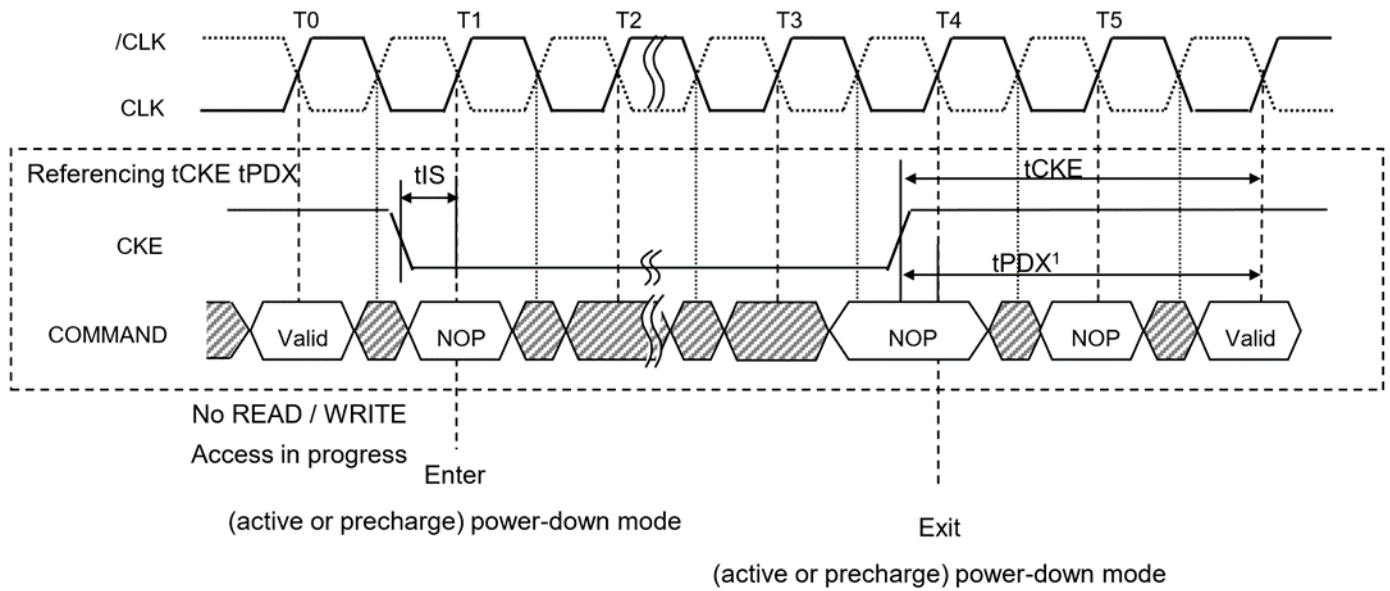 T0 T1 T2 T3 T4 T5
/CLK
CLK
Referencing tCKE tPDX
tIS
tCKE
CKE
tPDX¹
COMMAND
Valid NOP NOP NOP Valid
No READ / WRITE
Access in progress
Enter
(active or precharge) power-down mode
Exit
(active or precharge) power-down mode